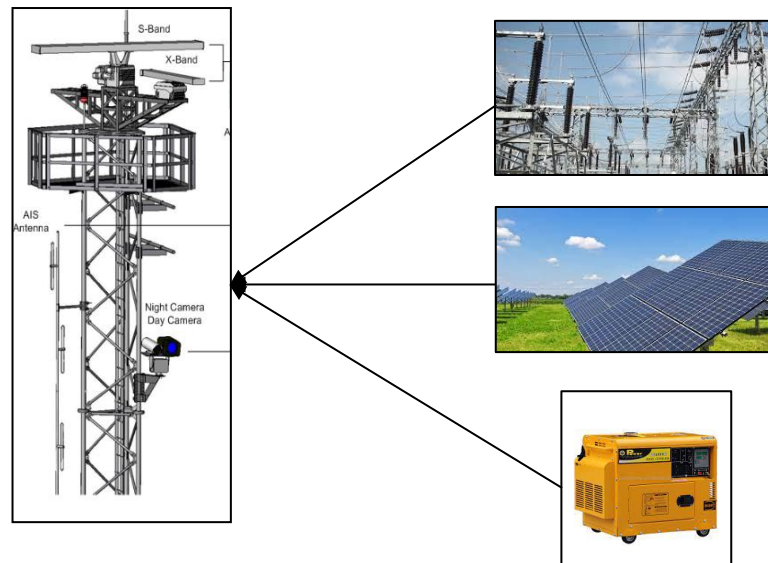 S-Band
X-Band
A
AIS
Antenna
Night Camera
Day Camera